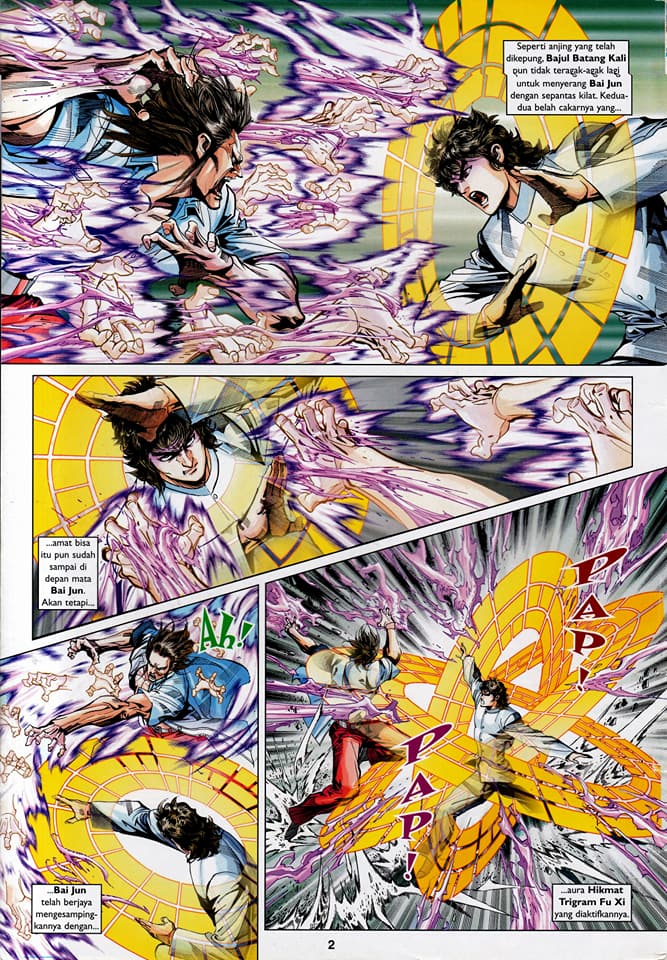 Seperti anjing yang telah
dikepung, Bajul Batang Kali
pun tidak teragak-agak lagi
untuk menyerang Bai Jun
dengan sepantas kilat. Kedua-
dua belah cakarnya yang...
...amat bisa
itu pun sudah
sampai di
depan mata
Bai Jun.
Akan tetapi...
Ah!
...Bai Jun
telah berjaya
mengesamping-
kannya dengan...
PAP!
PAP!
...aura Hikmat
Trigram Fu Xi
yang diaktifkannya.
2